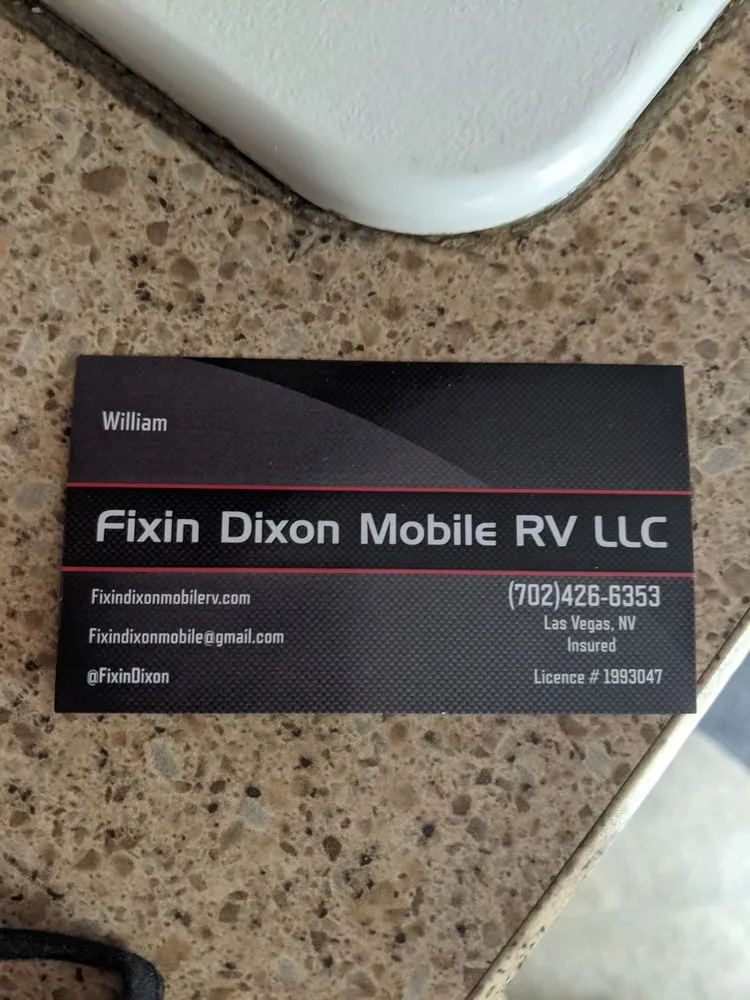 William
Fixin Dixon Mobile RV LLC
Fixindixonmobilerv.com
Fixindixonmobile@gmail.com
@FixinDixon
(702)426-6353
Las Vegas, NV
Insured
Licence # 1993047